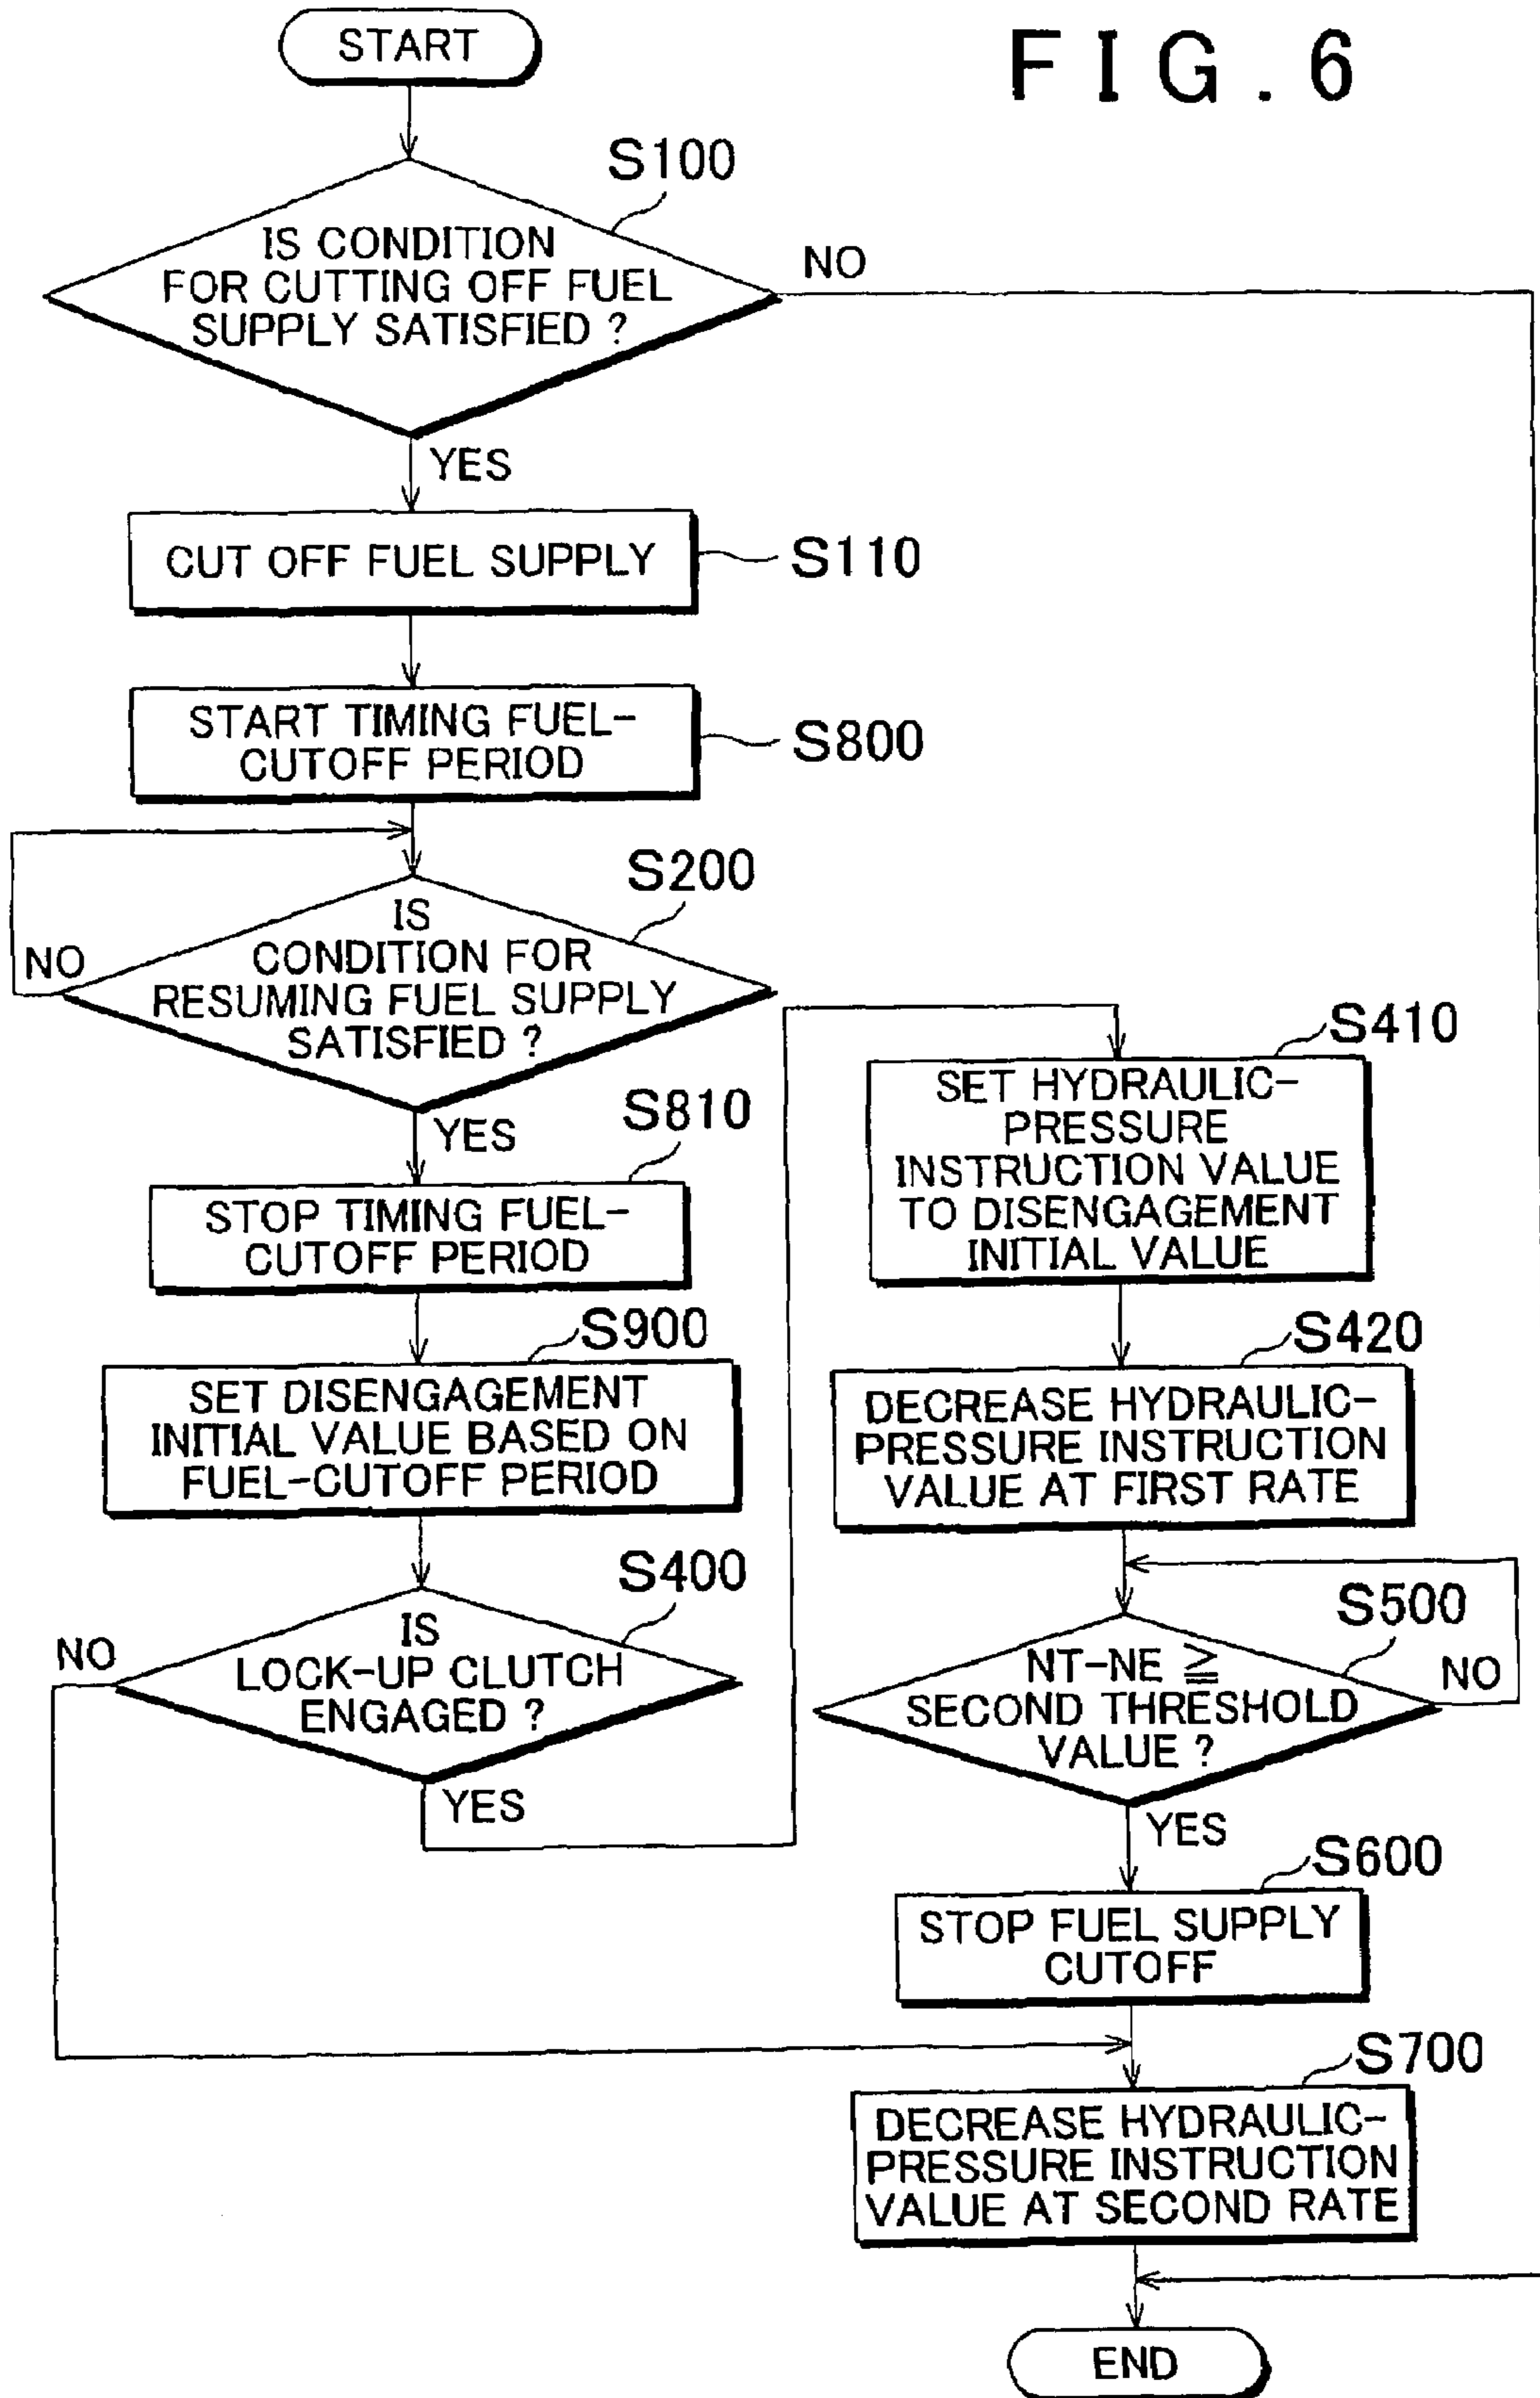 FIG.6
START
S100
IS CONDITION
FOR CUTTING OFF FUEL
SUPPLY SATISFIED ?
NO
YES
CUT OFF FUEL SUPPLY
S110
START TIMING FUEL-
CUTOFF PERIOD
S800
S200
IS
CONDITION FOR
RESUMING FUEL SUPPLY
SATISFIED ?
NO
YES
S810
STOP TIMING FUEL-
CUTOFF PERIOD
S900
SET DISENGAGEMENT
INITIAL VALUE BASED ON
FUEL-CUTOFF PERIOD
S400
IS
LOCK-UP CLUTCH
ENGAGED ?
NO
YES
S410
SET HYDRAULIC-
PRESSURE
INSTRUCTION VALUE
TO DISENGAGEMENT
INITIAL VALUE
S420
DECREASE HYDRAULIC-
PRESSURE INSTRUCTION
VALUE AT FIRST RATE
S500
NT-NE ≧
SECOND THRESHOLD
VALUE ?
NO
YES
S600
STOP FUEL SUPPLY
CUTOFF
S700
DECREASE HYDRAULIC-
PRESSURE INSTRUCTION
VALUE AT SECOND RATE
END